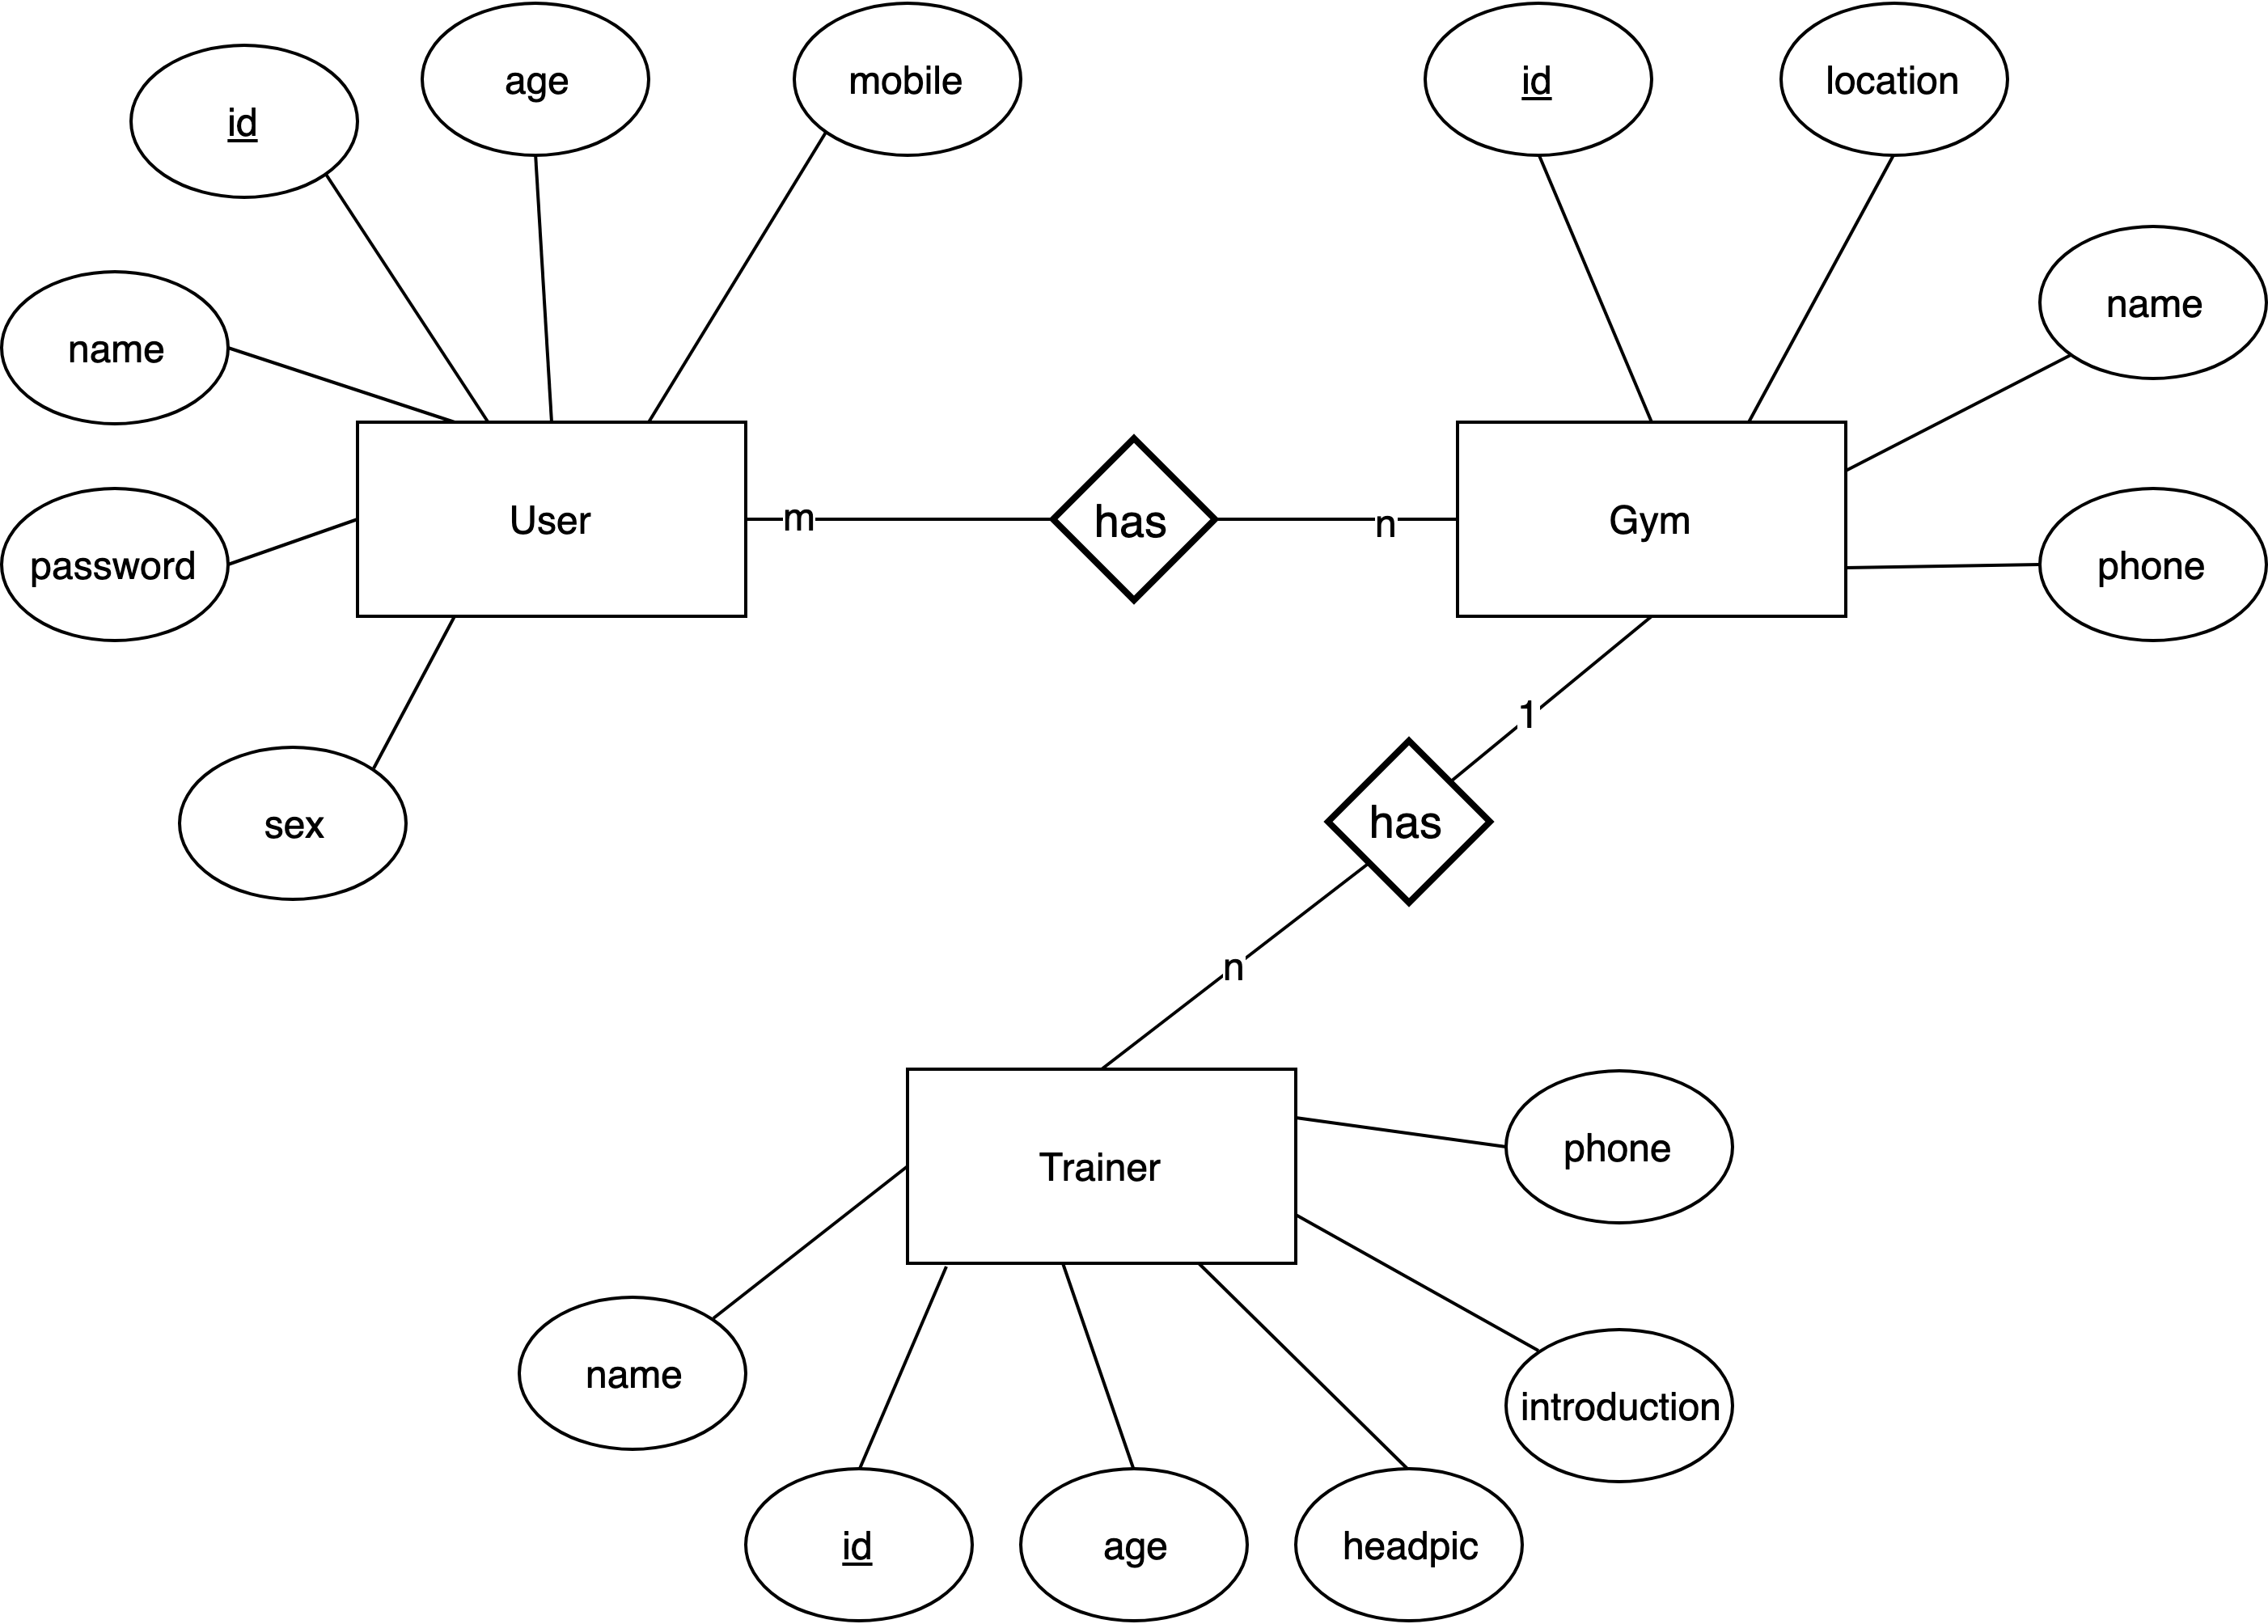 id
age
mobile
id
location
name
name
password
User
m
has
n
Gym
phone
sex
1
has
n
Trainer
phone
name
introduction
id
age
headpic